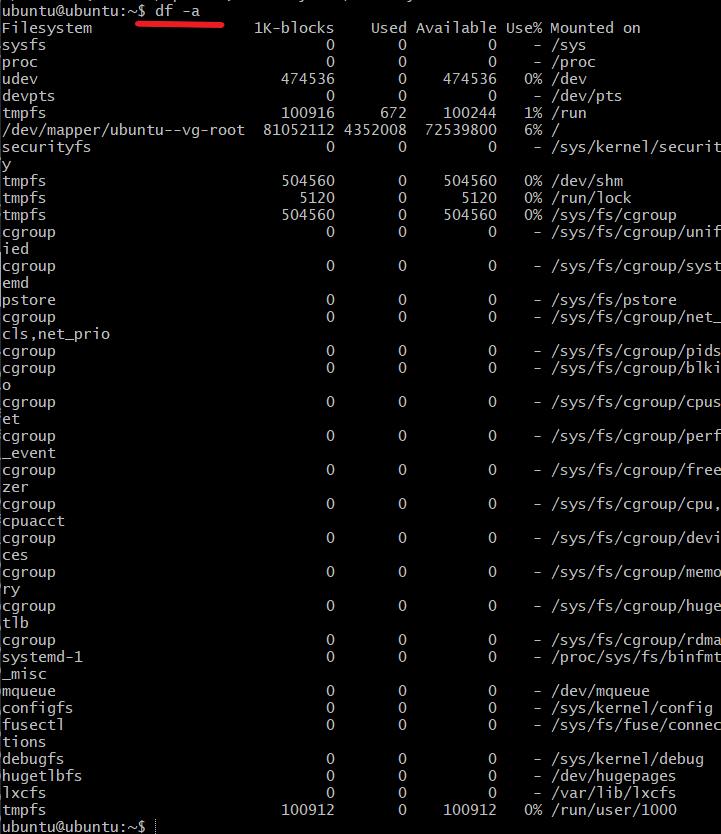 ubuntu@ubuntu:~$ df -a
Filesystem                  1K-blocks    Used Available Use% Mounted on
sysfs                               0       0         0    - /sys
proc                                0       0         0    - /proc
udev                           474536       0    474536   0% /dev
devpts                              0       0         0    - /dev/pts
tmpfs                          100916     672    100244   1% /run
/dev/mapper/ubuntu--vg-root  81052112 4352008  72539800   6% /
securityfs                          0       0         0    - /sys/kernel/securit
y
tmpfs                          504560       0    504560   0% /dev/shm
tmpfs                            5120       0      5120   0% /run/lock
tmpfs                          504560       0    504560   0% /sys/fs/cgroup
cgroup                              0       0         0    - /sys/fs/cgroup/unif
ied
cgroup                              0       0         0    - /sys/fs/cgroup/syst
emd
pstore                              0       0         0    - /sys/fs/pstore
cgroup                              0       0         0    - /sys/fs/cgroup/net_
cls,net_prio
cgroup                              0       0         0    - /sys/fs/cgroup/pids
cgroup                              0       0         0    - /sys/fs/cgroup/blki
o
cgroup                              0       0         0    - /sys/fs/cgroup/cpus
et
cgroup                              0       0         0    - /sys/fs/cgroup/perf
_event
cgroup                              0       0         0    - /sys/fs/cgroup/free
zer
cgroup                              0       0         0    - /sys/fs/cgroup/cpu,
cpuacct
cgroup                              0       0         0    - /sys/fs/cgroup/devi
ces
cgroup                              0       0         0    - /sys/fs/cgroup/memo
ry
cgroup                              0       0         0    - /sys/fs/cgroup/huge
tlb
cgroup                              0       0         0    - /sys/fs/cgroup/rdma
systemd-1                           0       0         0    - /proc/sys/fs/binfmt
_misc
mqueue                              0       0         0    - /dev/mqueue
configfs                            0       0         0    - /sys/kernel/config
fusectl                             0       0         0    - /sys/fs/fuse/connec
tions
debugfs                             0       0         0    - /sys/kernel/debug
hugetlbfs                           0       0         0    - /dev/hugepages
lxcfs                               0       0         0    - /var/lib/lxcfs
tmpfs                          100912       0    100912   0% /run/user/1000
ubuntu@ubuntu:~$